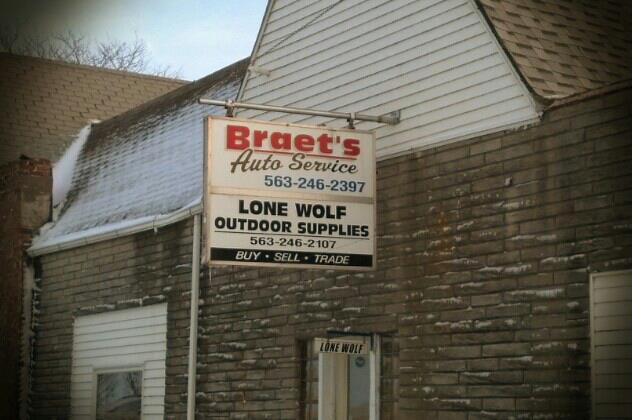 Braet's
Auto Service
563-246-2397
LONE WOLF
OUTDOOR SUPPLIES
563-246-2107
BUY • SELL • TRADE
LONE WOLF